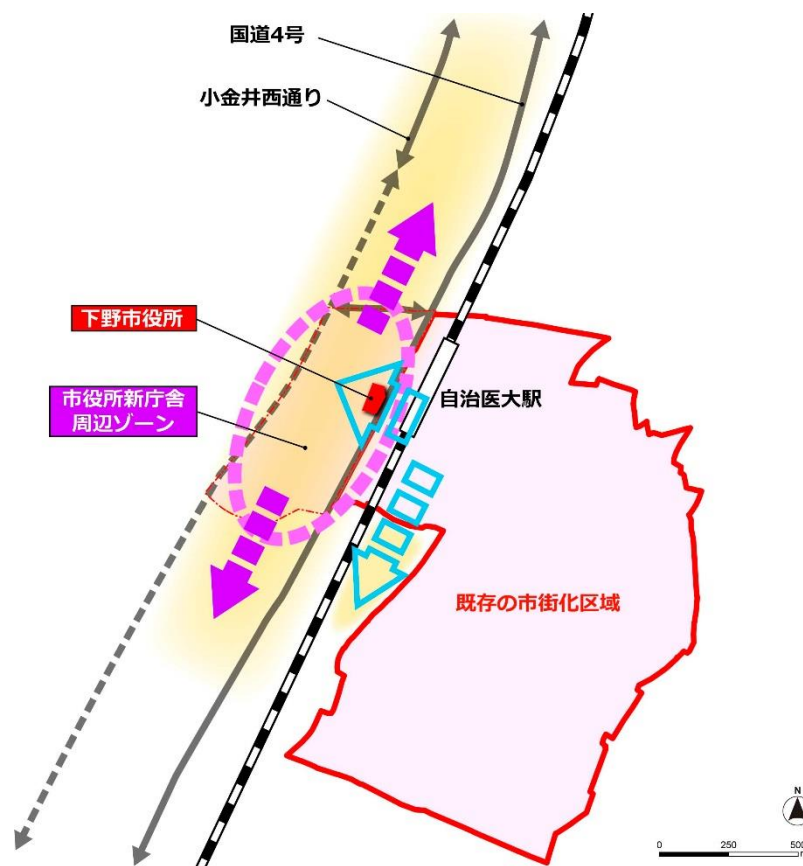 国道4号
小金井西通り
下野市役所
市役所新庁舎
周辺ゾーン
自治医大駅
既存の市街化区域
N
0 250 500
m